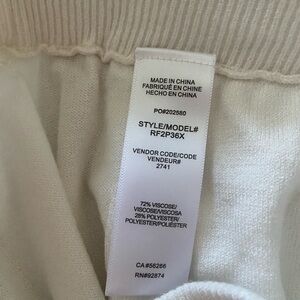 MADE IN CHINA
FABRIQUÉ EN CHINE
HECHO EN CHINA
PO#202580
STYLE/MODEL#
RF2P36X
VENDOR CODE/CODE
VENDEUR#
2741
72% VISCOSE/
VISCOSE/VISCOSA
28% POLYESTER/
POLYESTER/POLIÉSTER
CA#56266
RN#92874